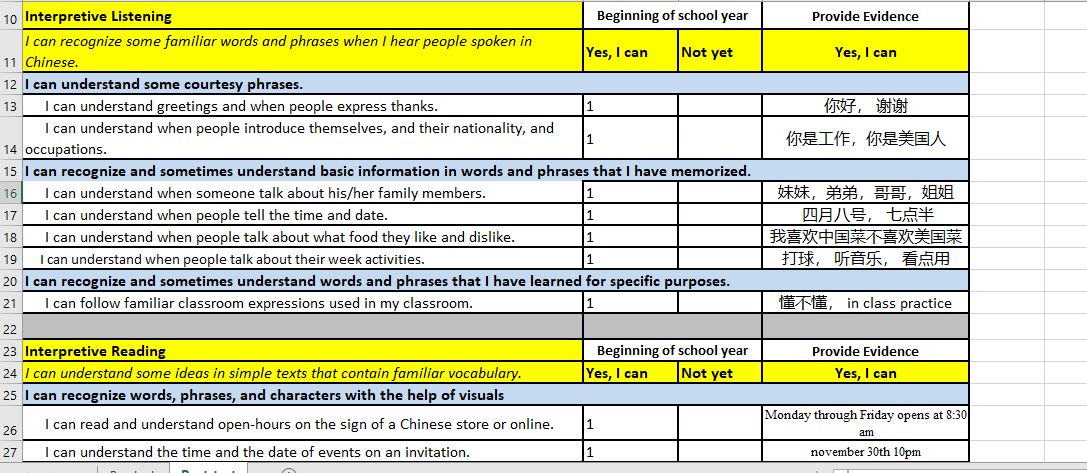 10 Interpretive Listening Beginning of school year Provide Evidence
I can recognize some familiar words and phrases when I hear people spoken in
11 Chinese. Yes, I can Not yet Yes, I can
12 I can understand some courtesy phrases.
13 I can understand greetings and when people express thanks. 1 你好， 谢谢
I can understand when people introduce themselves, and their nationality, and
14 occupations. 1 你是工作，你是美国人
15 I can recognize and sometimes understand basic information in words and phrases that I have memorized.
16 I can understand when someone talk about his/her family members. 1 妹妹，弟弟，哥哥，姐姐
17 I can understand when people tell the time and date. 1 四月八号， 七点半
18 I can understand when people talk about what food they like and dislike. 1 我喜欢中国菜不喜欢美国菜
19 I can understand when people talk about their week activities. 1 打球， 听音乐， 看点用
20 I can recognize and sometimes understand words and phrases that I have learned for specific purposes.
21 I can follow familiar classroom expressions used in my classroom. 1 懂不懂， in class practice
22
23 Interpretive Reading Beginning of school year Provide Evidence
24 I can understand some ideas in simple texts that contain familiar vocabulary. Yes, I can Not yet Yes, I can
25 I can recognize words, phrases, and characters with the help of visuals
Monday through Friday opens at 8:30
26 I can read and understand open-hours on the sign of a Chinese store or online. 1 am
27 I can understand the time and the date of events on an invitation. 1 november 30th 10pm